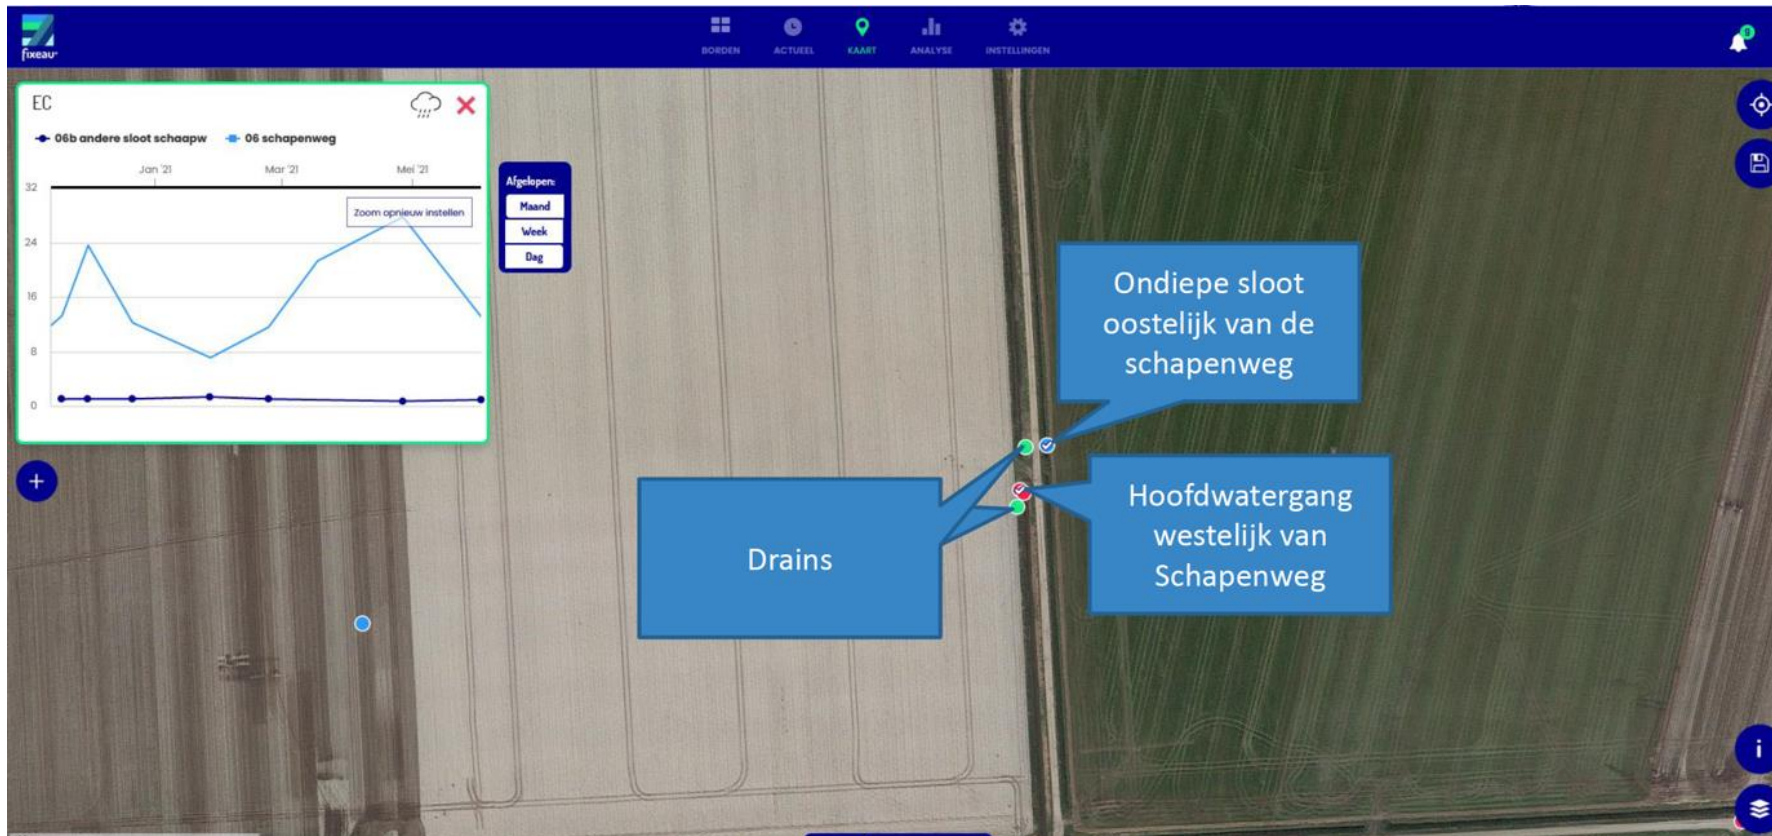 fixeau
BORDEN
ACTUEEL
KAART
ANALYSE
INSTELLINGEN
EC
06b andere sloot schaapw
06 schapenweg
Jan '21
Mar '21
Mei '21
32
Zoom opnieuw instellen
24
16
8
0
Afgelopen:
Maand
Week
Dag
Ondiepe sloot
oostelijk van de
schapenweg
Drains
Hoofdwatergang
westelijk van
Schapenweg